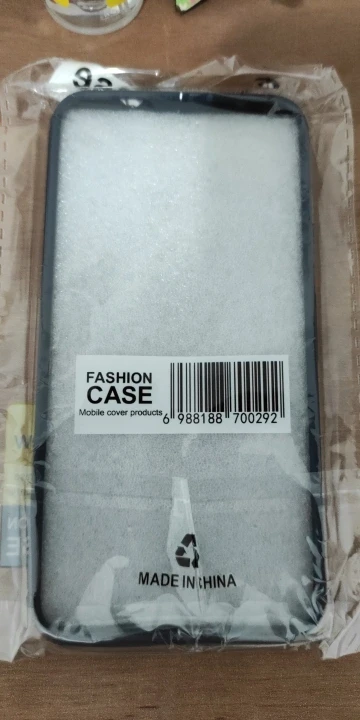 FASHION
CASE
Mobile cover products
6 988188 700292
MADE IN CHINA